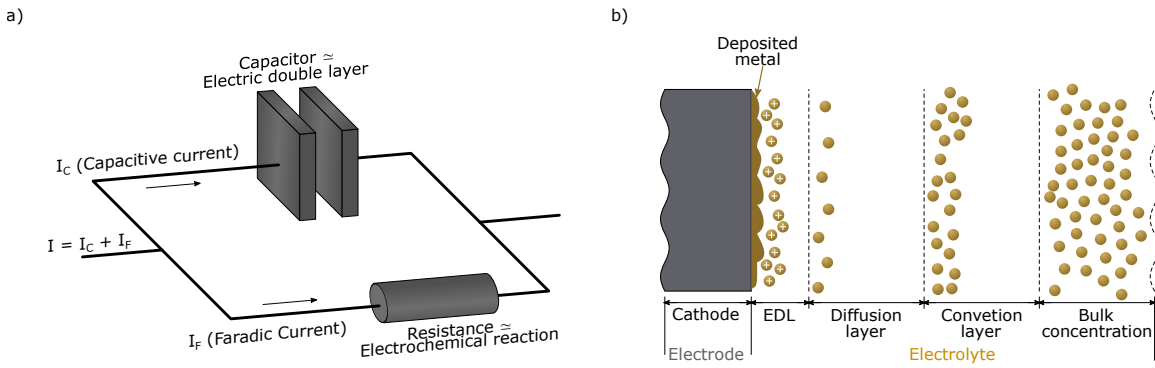 a)
Capacitor ≃
Electric double layer
I_C (Capacitive current)
I = I_C + I_F
I_F (Faradic Current)
Resistance ≃
Electrochemical reaction
b)
Deposited
metal
Cathode
EDL
Diffusion
layer
Convetion
layer
Bulk
concentration
Electrode
Electrolyte